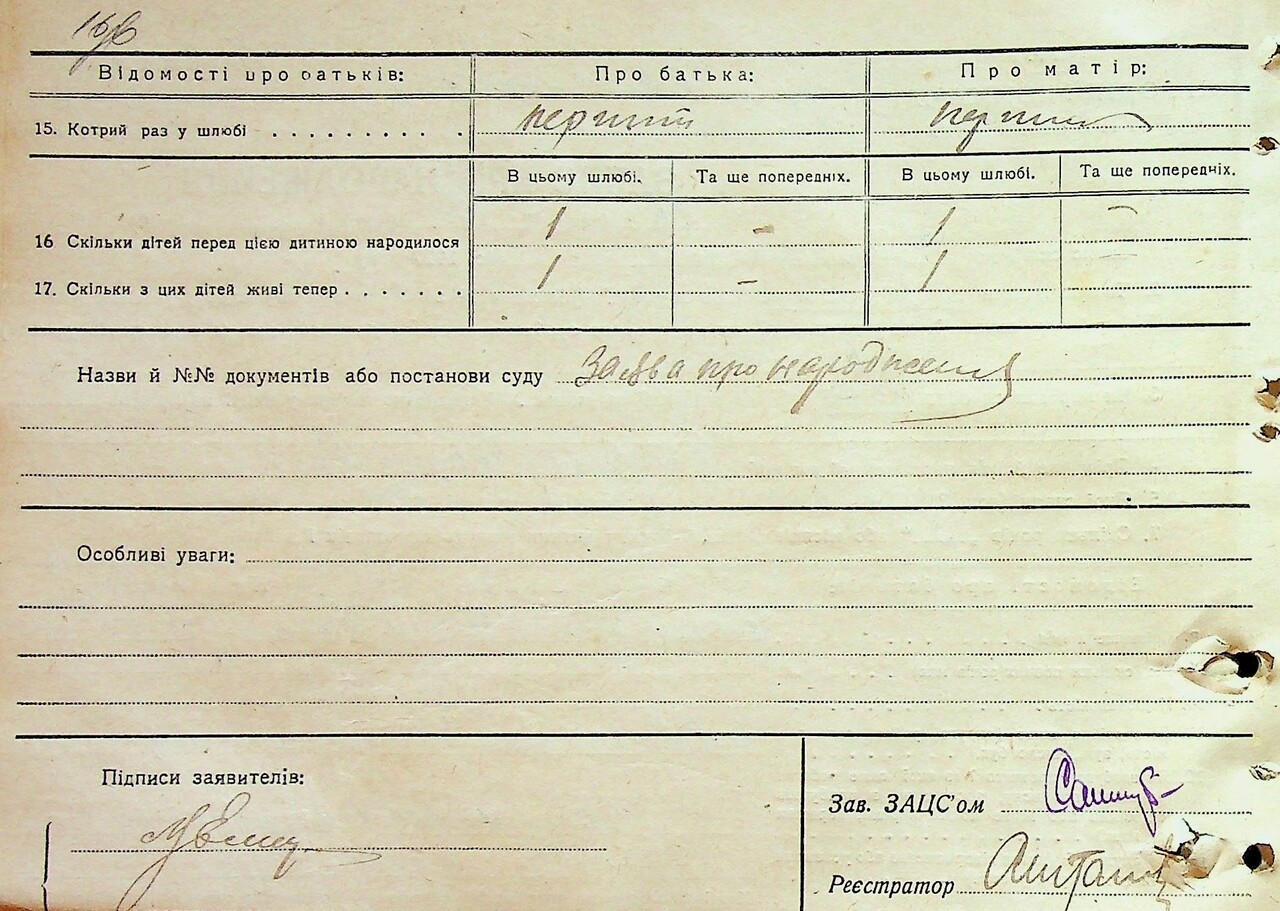 16
Відомості про батьків: Про батька: Про матір:
15. Котрий раз у шлюбі . . . . . . . . . . перший перший
В цьому шлюбі. Та ще попередніх. В цьому шлюбі. Та ще попередніх.
16 Скільки дітей перед цією дитиною народилося 1 - 1 -
17. Скільки з цих дітей живі тепер . . . . . . . 1 - 1 -
Назви й №№ документів або постанови суду Заява про народження
Особливі уваги:
Підписи заявителів:
Зав. ЗАЦС'ом
Реєстратор